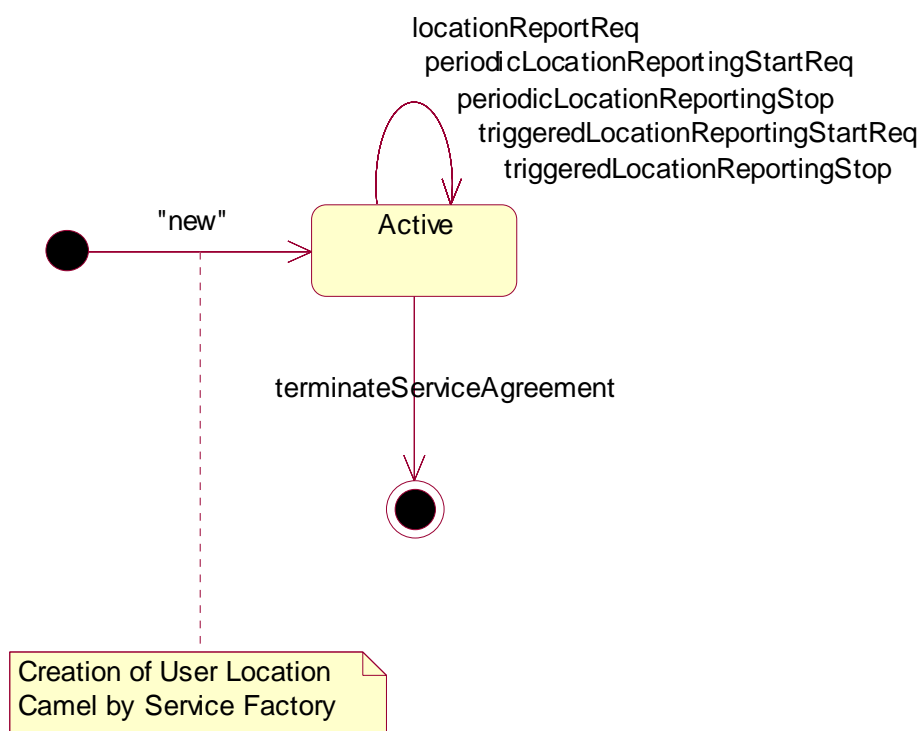 locationReportReq
periodicLocationReportingStartReq
periodicLocationReportingStop
triggeredLocationReportingStartReq
triggeredLocationReportingStop
"new"
Active
terminateServiceAgreement
Creation of User Location
Camel by Service Factory